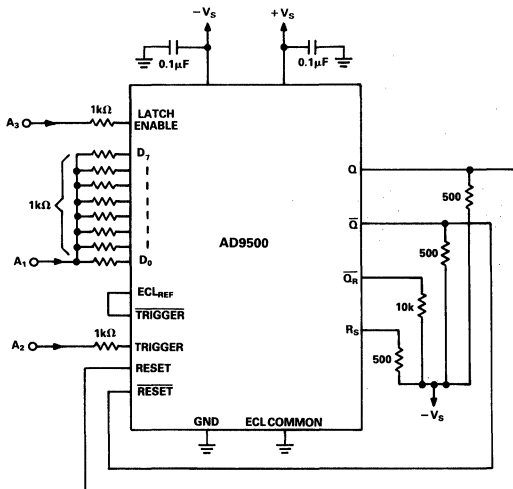 −VS
+VS
0.1µF
0.1µF
1kΩ
A3
LATCH
ENABLE
D7
1kΩ
Q
500
Q̅
AD9500
500
A1
D0
Q̅R̅
ECLREF
10k
TRIGGER
1kΩ
RS
A2
TRIGGER
500
RESET
RESET
−VS
GND
ECL COMMON